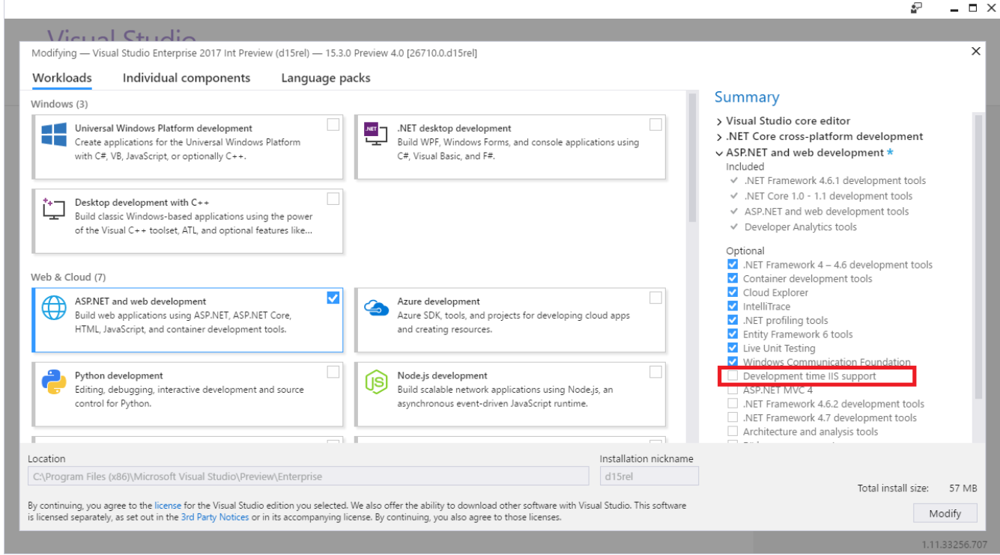 Visual Studio
Modifying — Visual Studio Enterprise 2017 Int Preview (d15rel) — 15.3.0 Preview 4.0 [26710.0.d15rel]
Workloads
Individual components
Language packs
Windows (3)
Universal Windows Platform development
Create applications for the Universal Windows Platform
with C#, VB, JavaScript, or optionally C++.
.NET
.NET desktop development
Build WPF, Windows Forms, and console applications using
C#, Visual Basic, and F#.
Desktop development with C++
Build classic Windows-based applications using the power
of the Visual C++ toolset, ATL, and optional features like...
Web & Cloud (7)
ASP.NET and web development
Build web applications using ASP.NET, ASP.NET Core,
HTML, JavaScript, and container development tools.
Azure development
Azure SDK, tools, and projects for developing cloud apps
and creating resources.
Python development
Editing, debugging, interactive development and source
control for Python.
JS
Node.js development
Build scalable network applications using Node.js, an
asynchronous event-driven JavaScript runtime.
Summary
Visual Studio core editor
.NET Core cross-platform development
ASP.NET and web development *
Included
.NET Framework 4.6.1 development tools
.NET Core 1.0 - 1.1 development tools
ASP.NET and web development tools
Developer Analytics tools
Optional
.NET Framework 4 – 4.6 development tools
Container development tools
Cloud Explorer
IntelliTrace
.NET profiling tools
Entity Framework 6 tools
Live Unit Testing
Windows Communication Foundation
Development time IIS support
ASP.NET MVC 4
.NET Framework 4.6.2 development tools
.NET Framework 4.7 development tools
Architecture and analysis tools
Location
C:\Program Files (x86)\Microsoft Visual Studio\Preview\Enterprise
Installation nickname
d15rel
By continuing, you agree to the license for the Visual Studio edition you selected. We also offer the ability to download other software with Visual Studio. This software
is licensed separately, as set out in the 3rd Party Notices or in its accompanying license. By continuing, you also agree to those licenses.
Total install size: 57 MB
Modify
1.11.33256.707